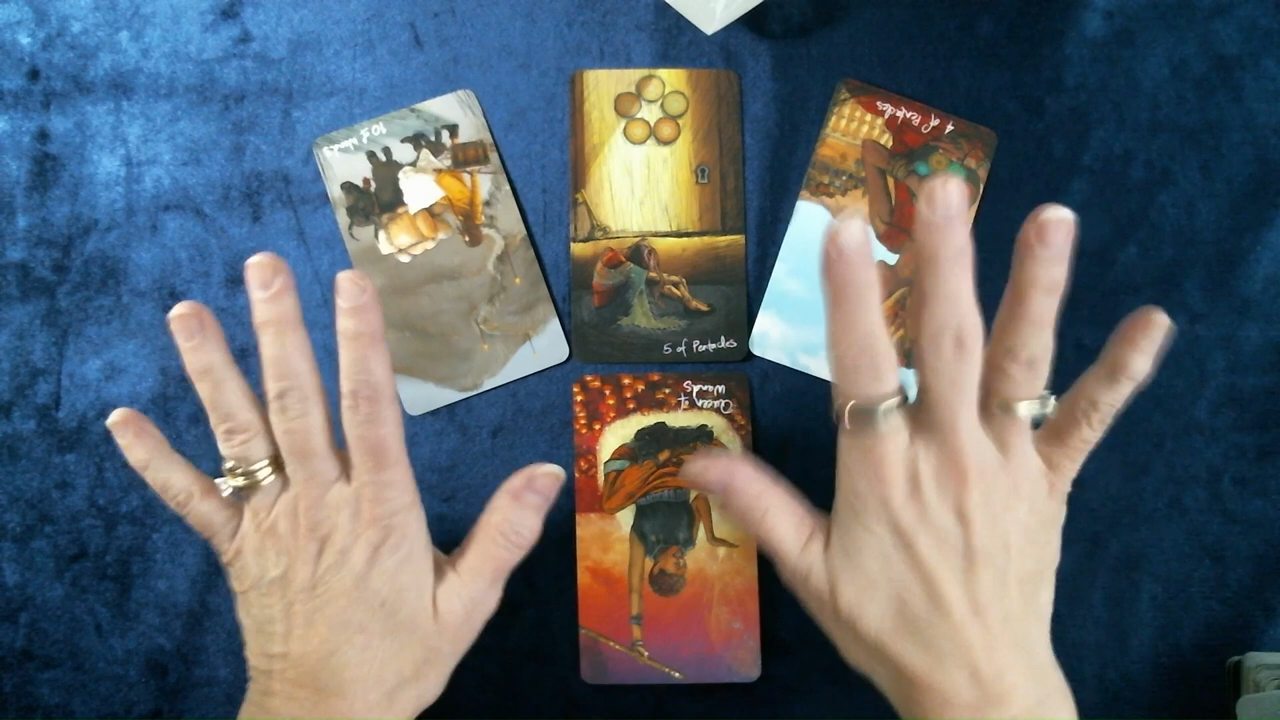 10 of Wands
4 of Pentacles
5 of Pentacles
Queen of
Wands